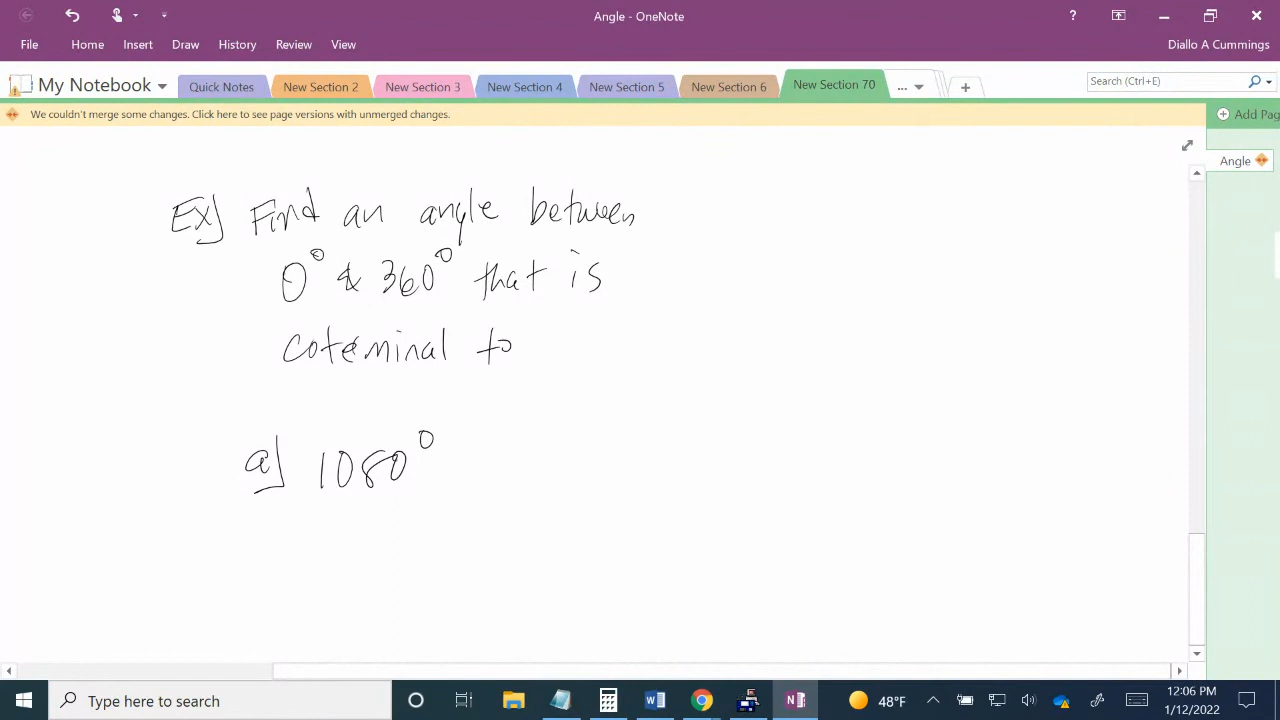 Angle - OneNote
?
File Home Insert Draw History Review View
Diallo A Cummings
My Notebook Quick Notes New Section 2 New Section 3 New Section 4 New Section 5 New Section 6 New Section 70 ... +
Search (Ctrl+E)
We couldn't merge some changes. Click here to see page versions with unmerged changes.
Add Pag
Angle
Ex] Find an angle between
0° & 360° that is
coterminal to
a] 1080°
Type here to search
48°F
12:06 PM
1/12/2022